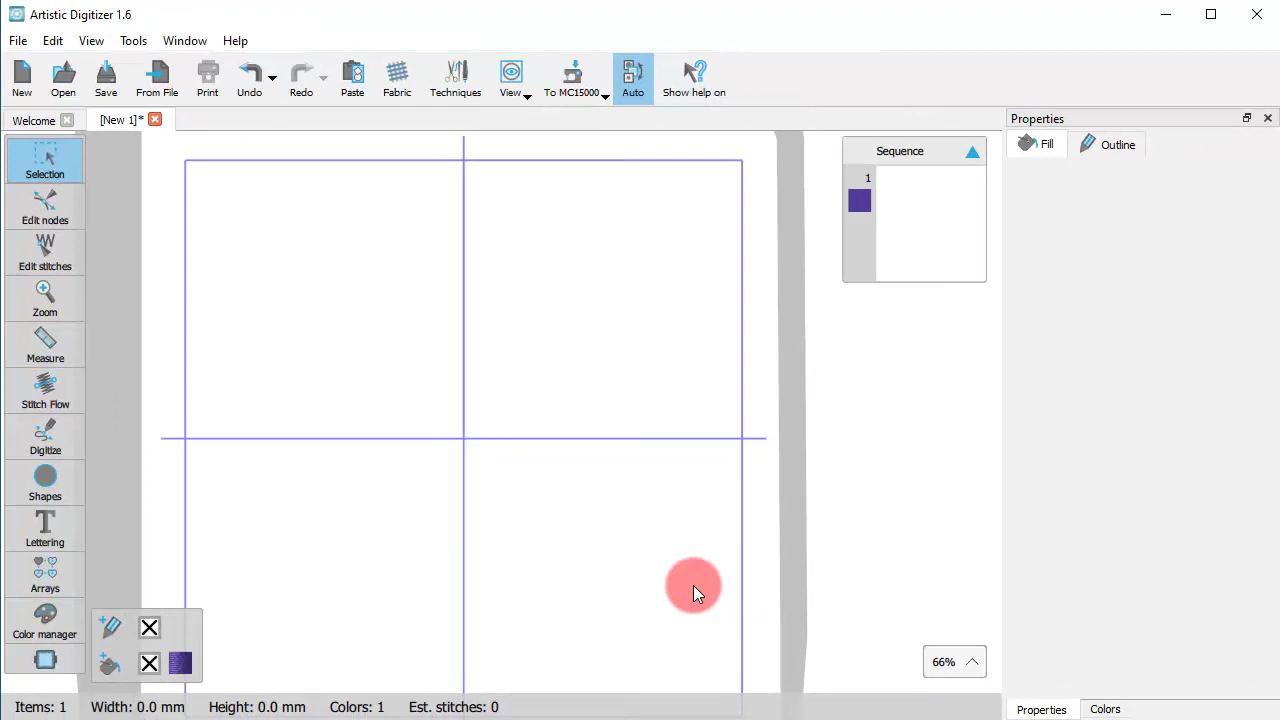 Artistic Digitizer 1.6
File Edit View Tools Window Help
New Open Save From File Print Undo Redo Paste Fabric Techniques View To MC15000 Auto Show help on
Welcome [New 1]*
Properties
Fill Outline
Sequence
1
Selection
Edit nodes
Edit stitches
Zoom
Measure
Stitch Flow
Digitize
Shapes
Lettering
Arrays
Color manager
66%
Items: 1 Width: 0.0 mm Height: 0.0 mm Colors: 1 Est. stitches: 0
Properties Colors